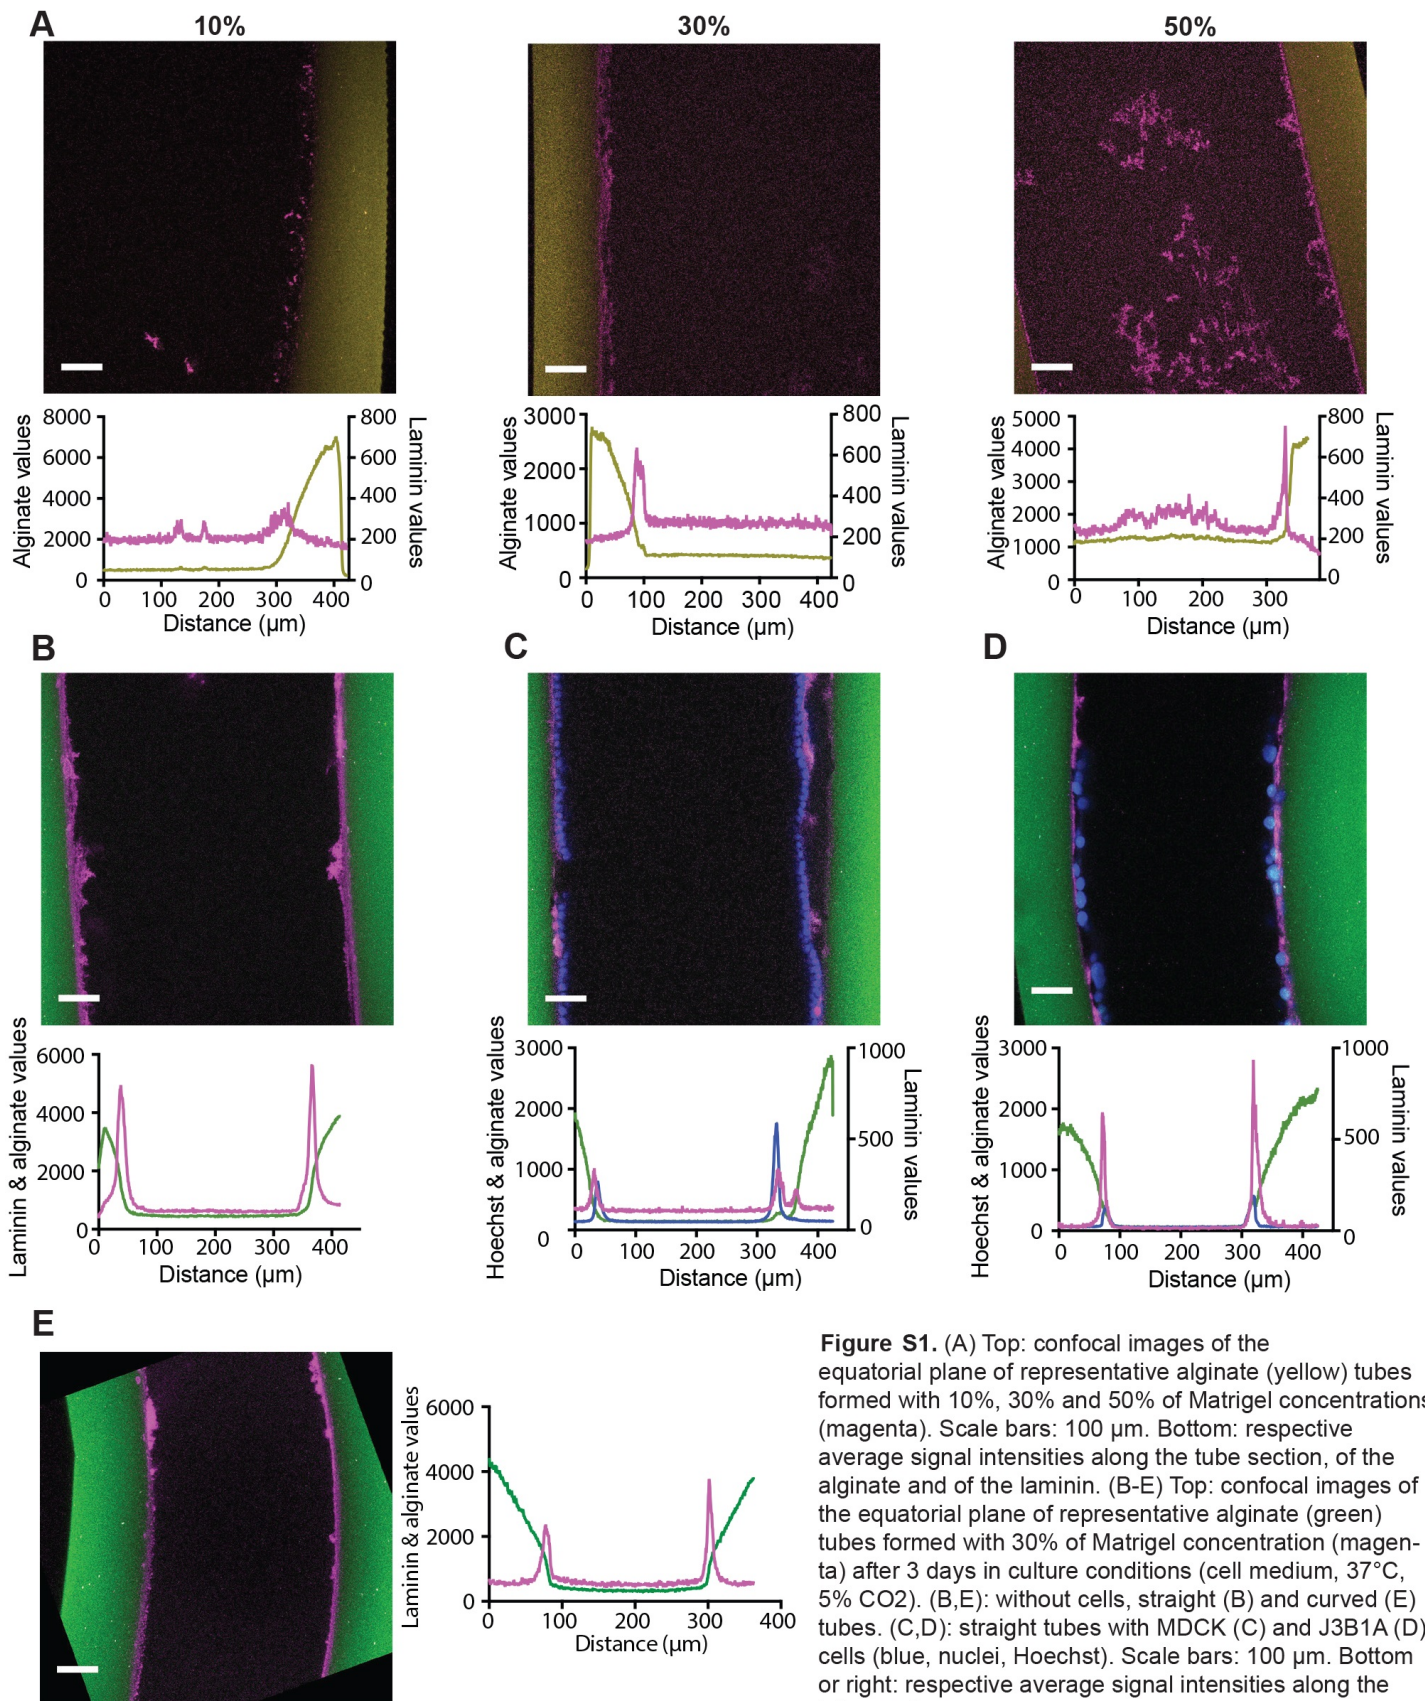 A
10%
30%
50%
8000
6000
4000
2000
0
Alginate values
800
600
400
200
0
Laminin values
0 100 200 300 400
Distance (µm)
3000
2000
1000
0
Alginate values
800
600
400
200
0
Laminin values
0 100 200 300 400
Distance (µm)
5000
4000
3000
2000
1000
0
Alginate values
800
600
400
200
0
Laminin values
0 100 200 300
Distance (µm)
B
6000
4000
2000
0
Laminin & alginate values
0 100 200 300 400
Distance (µm)
C
3000
2000
1000
0
Hoechst & alginate values
1000
500
0
Laminin values
0 100 200 300 400
Distance (µm)
D
3000
2000
1000
0
Hoechst & alginate values
1000
500
0
Laminin values
0 100 200 300 400
Distance (µm)
E
6000
4000
2000
0
Laminin & alginate values
0 100 200 300 400
Distance (µm)
Figure S1. (A) Top: confocal images of the
equatorial plane of representative alginate (yellow) tubes
formed with 10%, 30% and 50% of Matrigel concentrations
(magenta). Scale bars: 100 µm. Bottom: respective
average signal intensities along the tube section, of the
alginate and of the laminin. (B-E) Top: confocal images of
the equatorial plane of representative alginate (green)
tubes formed with 30% of Matrigel concentration (magen-
ta) after 3 days in culture conditions (cell medium, 37°C,
5% CO2). (B,E): without cells, straight (B) and curved (E)
tubes. (C,D): straight tubes with MDCK (C) and J3B1A (D)
cells (blue, nuclei, Hoechst). Scale bars: 100 µm. Bottom
or right: respective average signal intensities along the